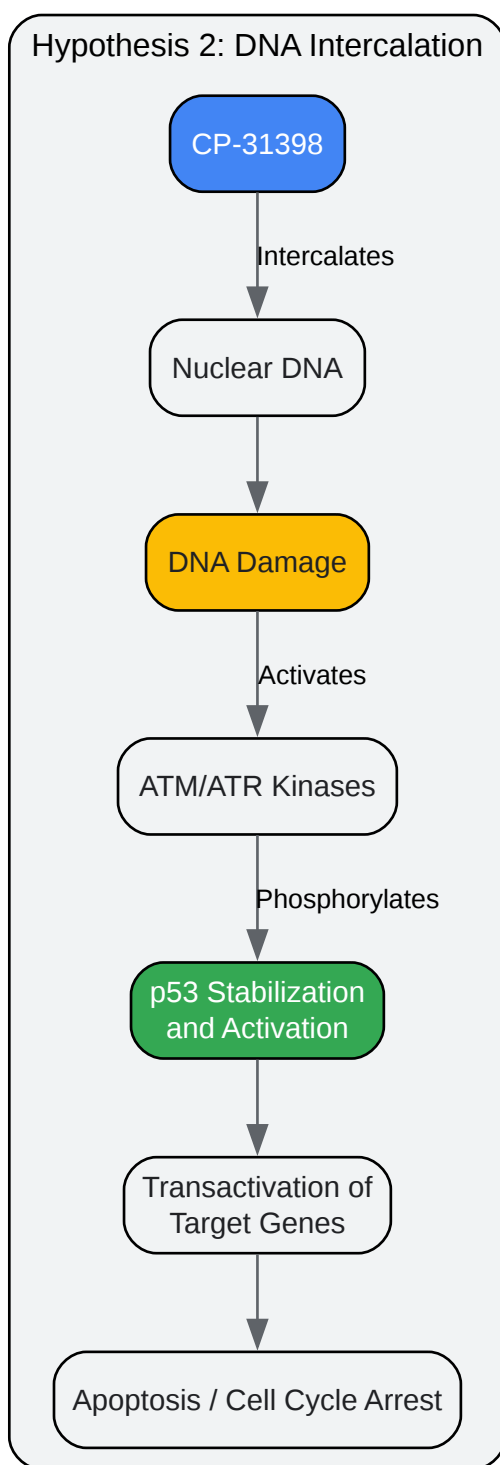 Hypothesis 2: DNA Intercalation
CP-31398
Intercalates
Nuclear DNA
DNA Damage
Activates
ATM/ATR Kinases
Phosphorylates
p53 Stabilization
and Activation
Transactivation of
Target Genes
Apoptosis / Cell Cycle Arrest